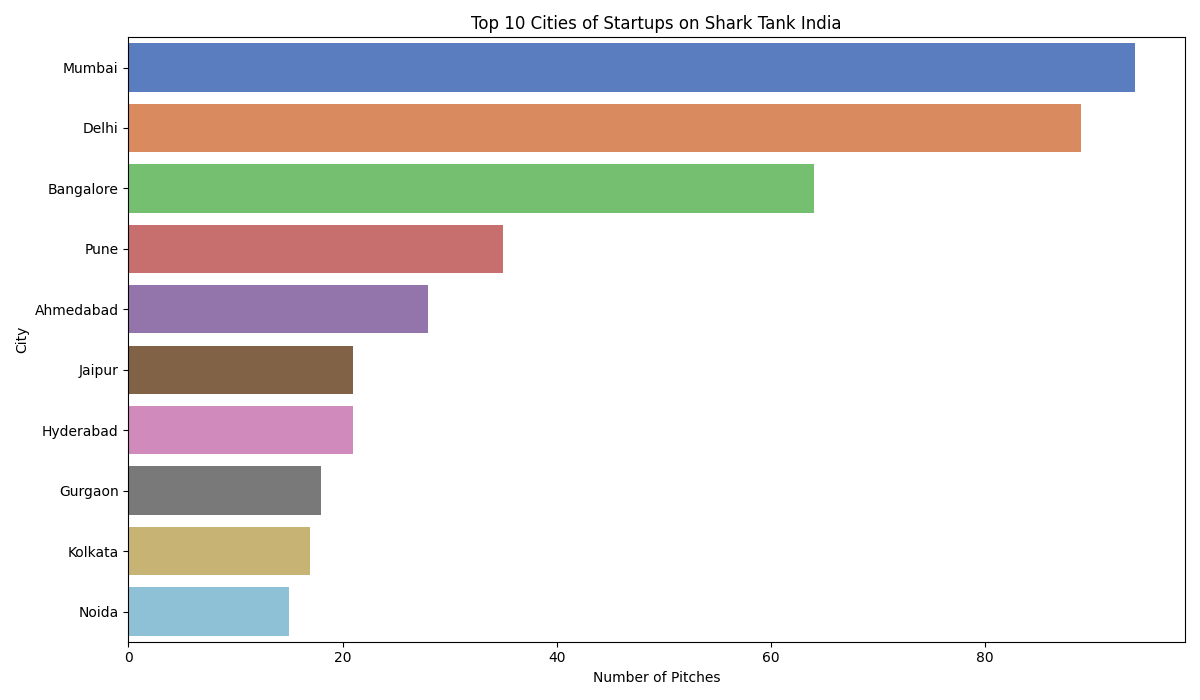 Top 10 Cities of Startups on Shark Tank India
Mumbai
Delhi
Bangalore
Pune
Ahmedabad
Jaipur
Hyderabad
Gurgaon
Kolkata
Noida
City
0 20 40 60 80
Number of Pitches